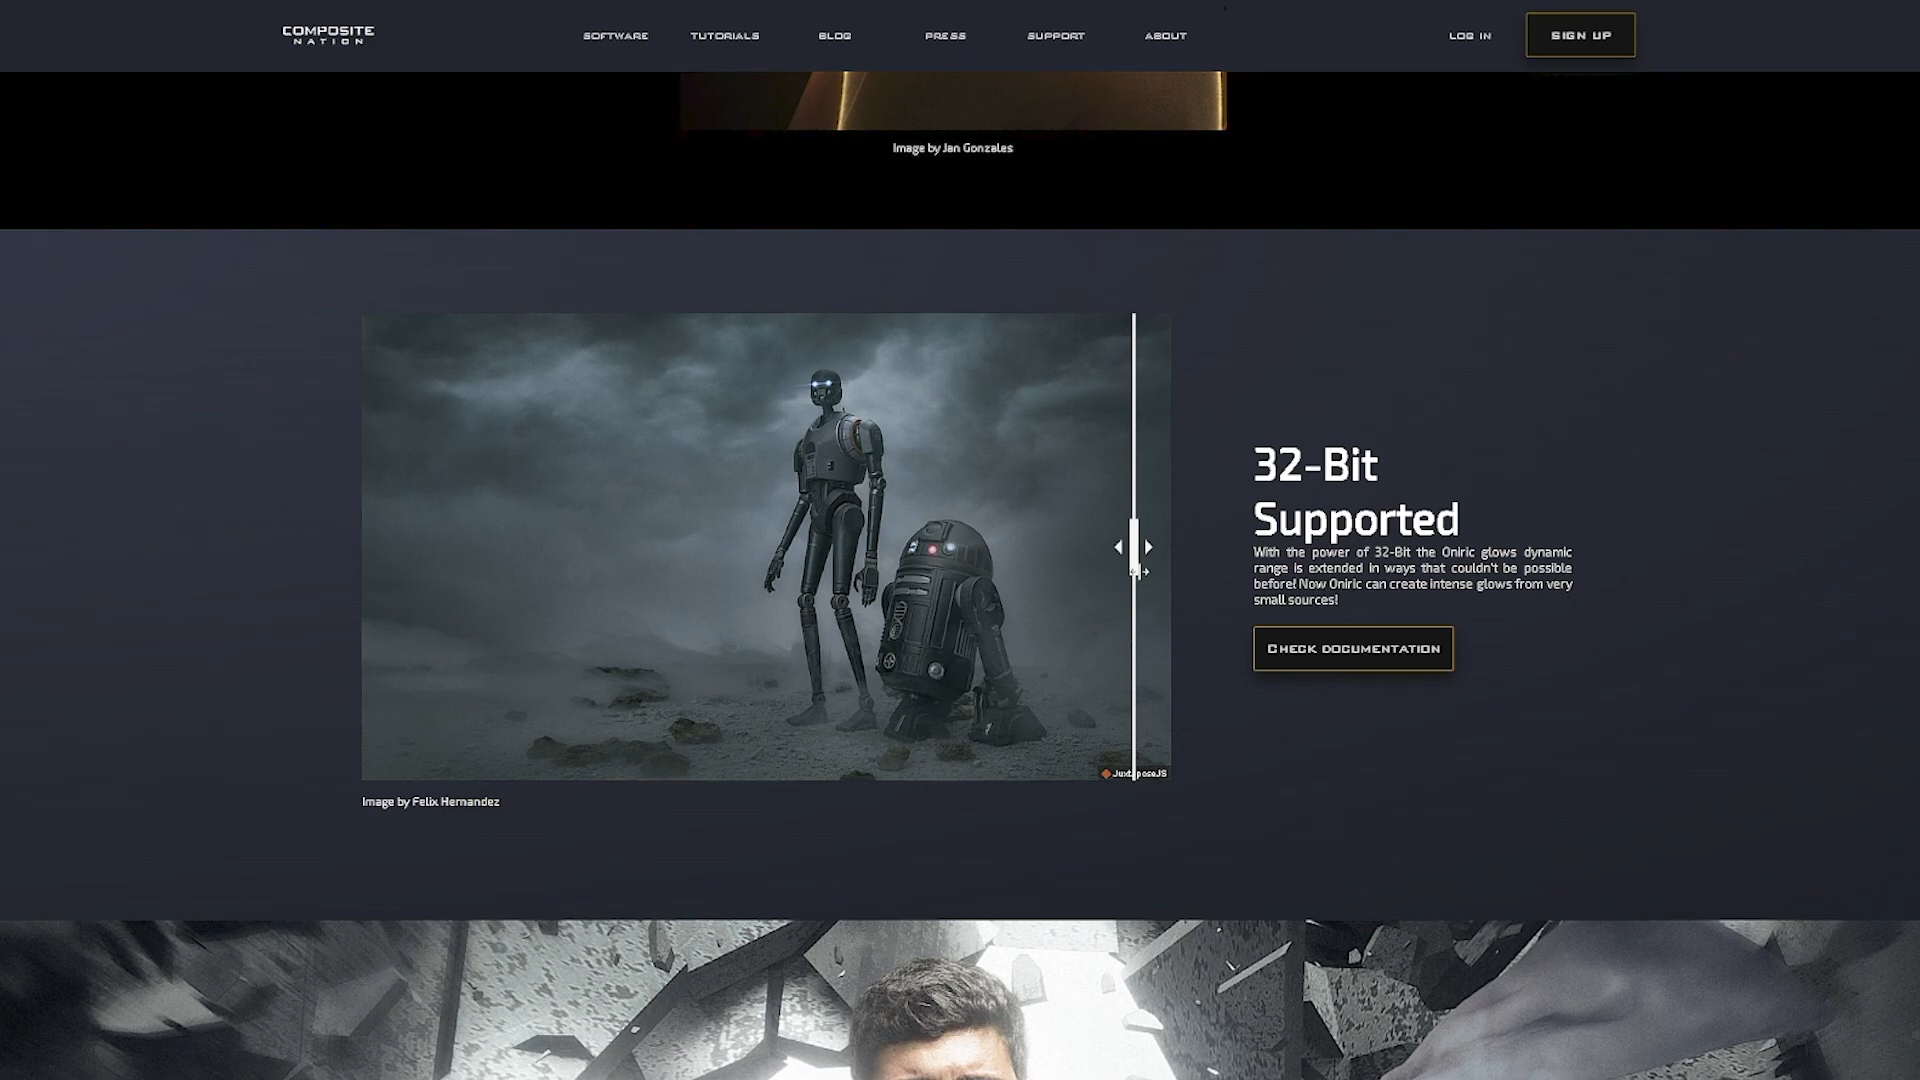 COMPOSITE
NATION
SOFTWARE
TUTORIALS
BLOG
PRESS
SUPPORT
ABOUT
LOG IN
SIGN UP
Image by Jan Gonzales
32-Bit
Supported
With the power of 32-Bit the Oniric glows dynamic
range is extended in ways that couldn't be possible
before! Now Oniric can create intense glows from very
small sources!
CHECK DOCUMENTATION
JuxtaposeJS
Image by Felix Hernandez